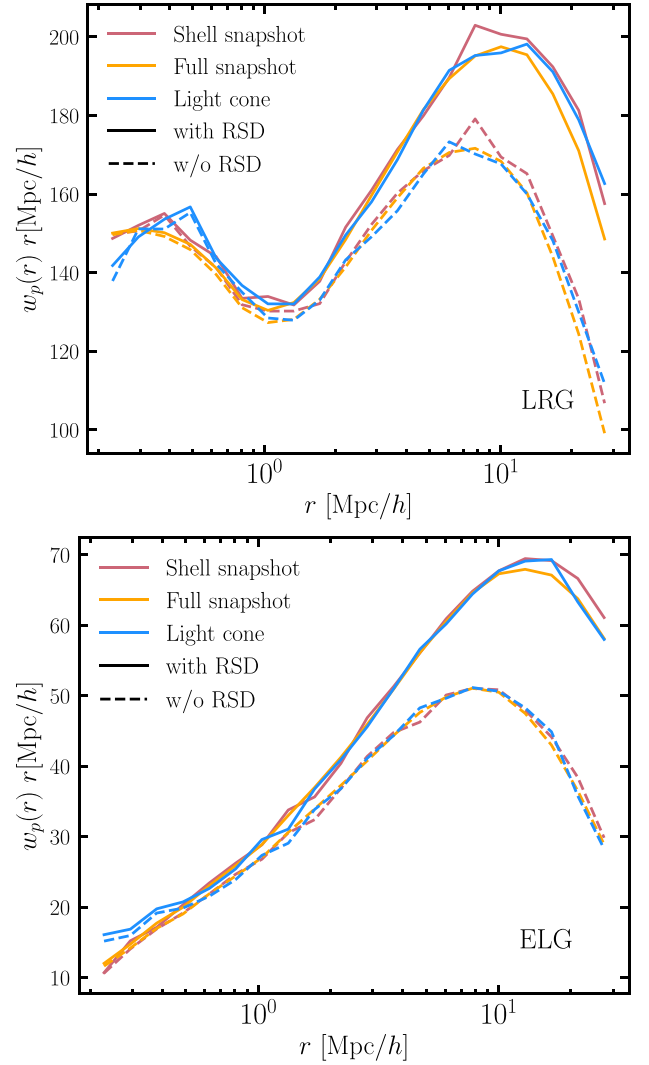 200
180
160
140
120
100
w_p(r) r[Mpc/h]
Shell snapshot
Full snapshot
Light cone
with RSD
w/o RSD
LRG
10^0
10^1
r [Mpc/h]
70
60
50
40
30
20
10
w_p(r) r[Mpc/h]
Shell snapshot
Full snapshot
Light cone
with RSD
w/o RSD
ELG
10^0
10^1
r [Mpc/h]